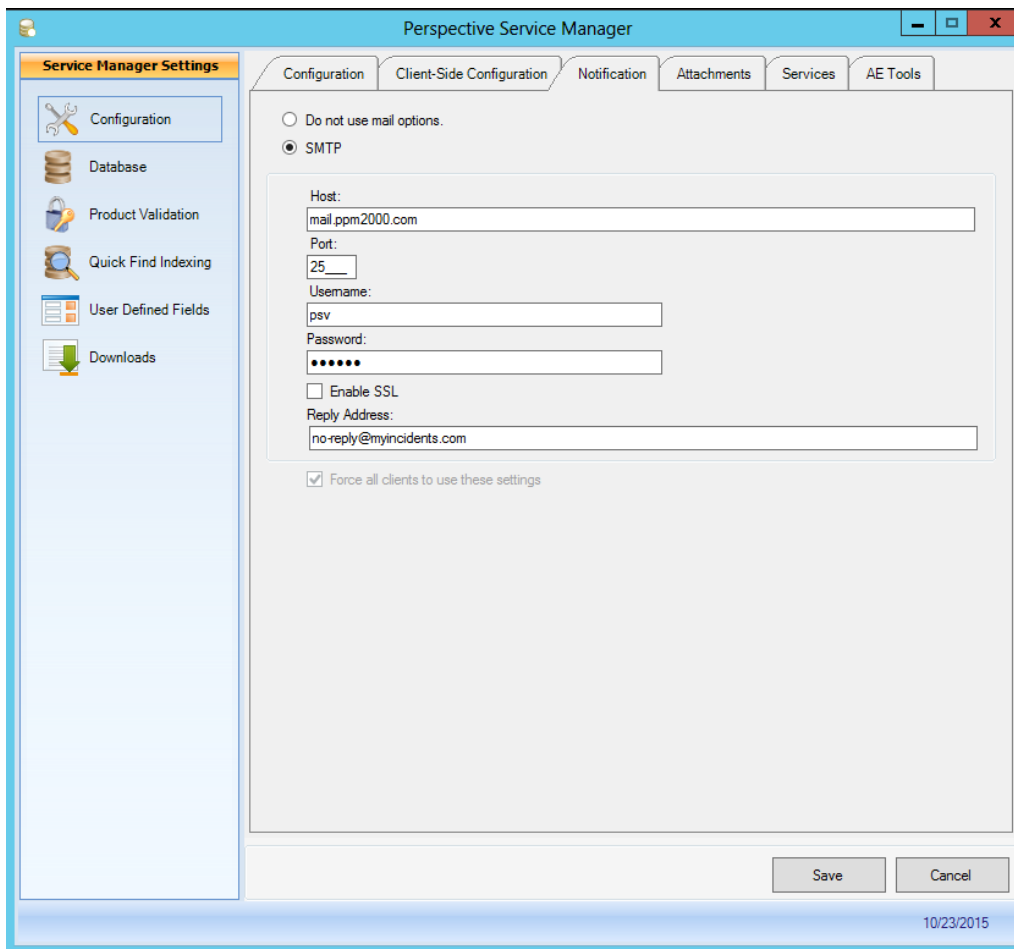 Perspective Service Manager
Service Manager Settings
Configuration
Database
Product Validation
Quick Find Indexing
User Defined Fields
Downloads
Configuration Client-Side Configuration Notification Attachments Services AE Tools
Do not use mail options.
SMTP
Host:
mail.ppm2000.com
Port:
25___
Username:
psv
Password:
●●●●●●
Enable SSL
Reply Address:
no-reply@myincidents.com
Force all clients to use these settings
Save Cancel
10/23/2015